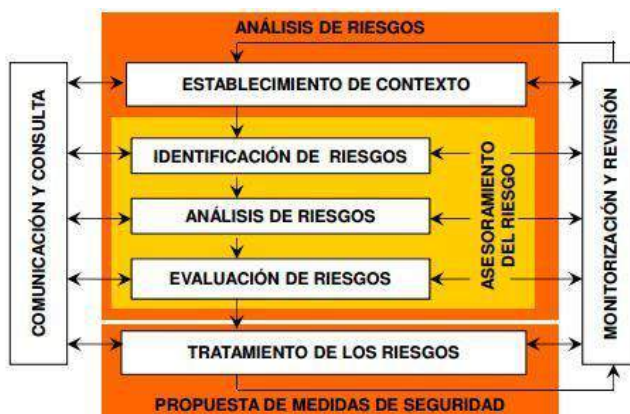 ANÁLISIS DE RIESGOS
ESTABLECIMIENTO DE CONTEXTO
COMUNICACIÓN Y CONSULTA
IDENTIFICACIÓN DE RIESGOS
ANÁLISIS DE RIESGOS
EVALUACIÓN DE RIESGOS
ASESORAMIENTO
DEL RIESGO
MONITORIZACIÓN Y REVISIÓN
TRATAMIENTO DE LOS RIESGOS
PROPUESTA DE MEDIDAS DE SEGURIDAD